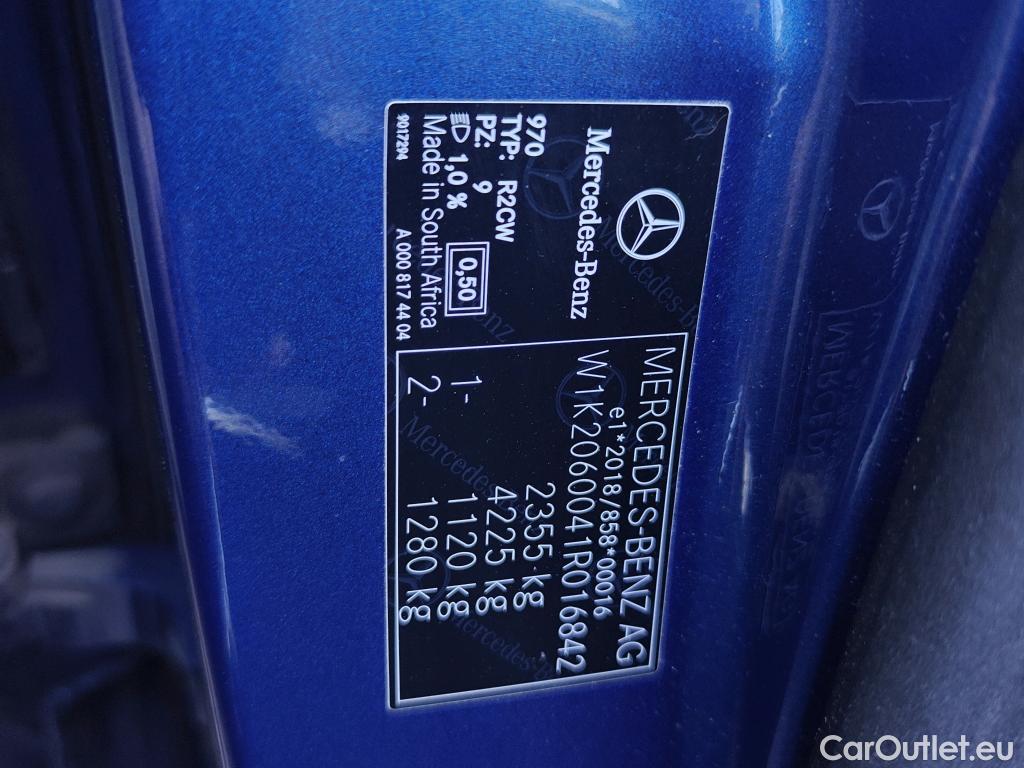 Mercedes-Benz
970
TYP: R2CW
PZ: 9
1,0 % 0,50
Made in South Africa
9017294 A 000 817 44 04
MERCEDES-BENZ AG
e1*2018/858*00016
W1K2060041R016842
2355 kg
4225 kg
1- 1120 kg
2- 1280 kg
CarOutlet.eu